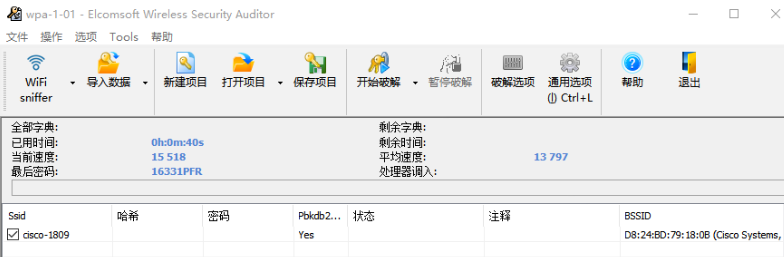 wpa-1-01 - Elcomsoft Wireless Security Auditor
文件 操作 选项 Tools 帮助
WiFi sniffer 导入数据 新建项目 打开项目 保存项目 开始破解 暂停破解 破解选项 通用选项 (J) Ctrl+L 帮助 退出
全部字典: 剩余字典:
已用时间: 0h:0m:40s 剩余时间:
当前速度: 15 518 平均速度: 13 797
最后密码: 16331PFR 处理器调入:
Ssid 哈希 密码 Pbkdb2... 状态 注释 BSSID
cisco-1809 Yes D8:24:BD:79:18:0B (Cisco Systems,